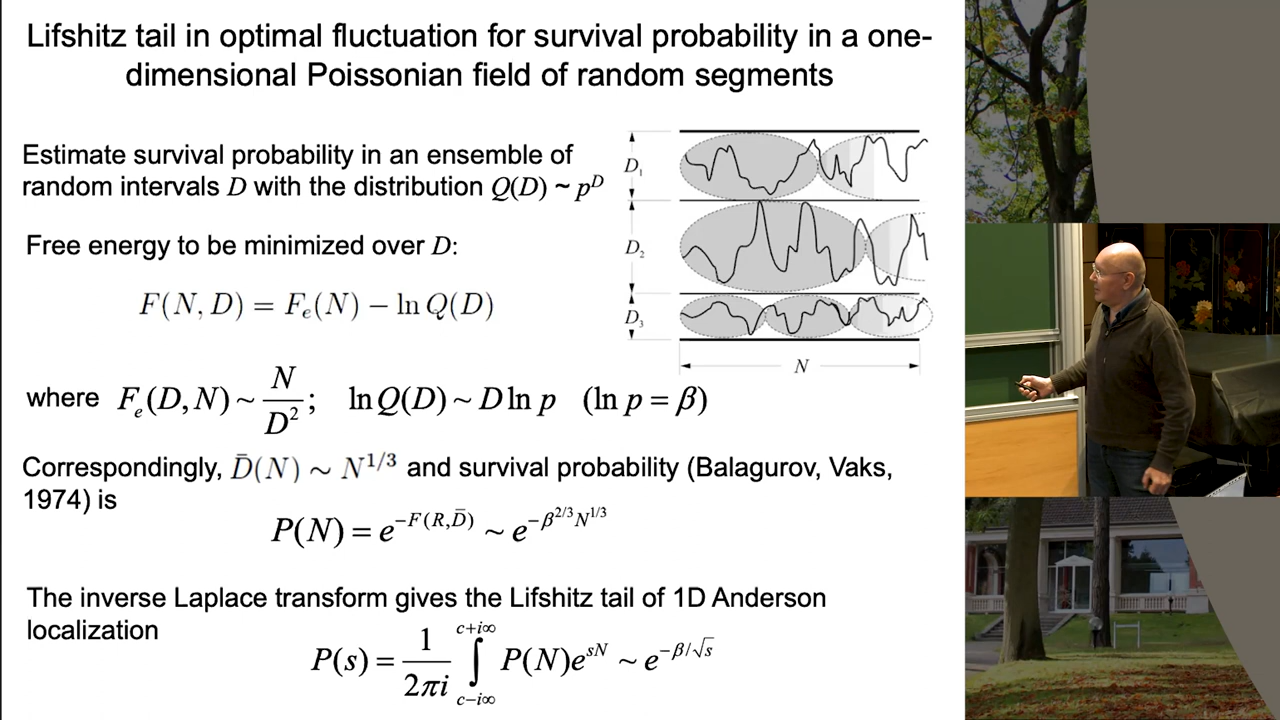 Lifshitz tail in optimal fluctuation for survival probability in a one-
dimensional Poissonian field of random segments
Estimate survival probability in an ensemble of
random intervals D with the distribution Q(D) ~ p^D
D₁
D₂
D₃
N
Free energy to be minimized over D:
F(N, D) = Fₑ(N) − ln Q(D)
where Fₑ(D, N) ~ N/D²; ln Q(D) ~ D ln p (ln p = β)
Correspondingly, D̄(N) ~ N^{1/3} and survival probability (Balagurov, Vaks,
1974) is
P(N) = e^{−F(R,D̄)} ~ e^{−β^{2/3}N^{1/3}}
The inverse Laplace transform gives the Lifshitz tail of 1D Anderson
localization
P(s) = 1/2πi ∫_{c−i∞}^{c+i∞} P(N)e^{sN} ~ e^{−β/√s}